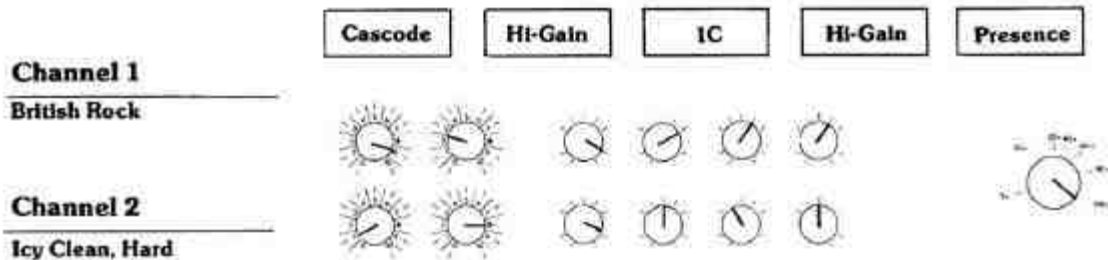 Cascode Hi-Gain 1C Hi-Gain Presence
Channel 1
British Rock
Channel 2
Icy Clean, Hard